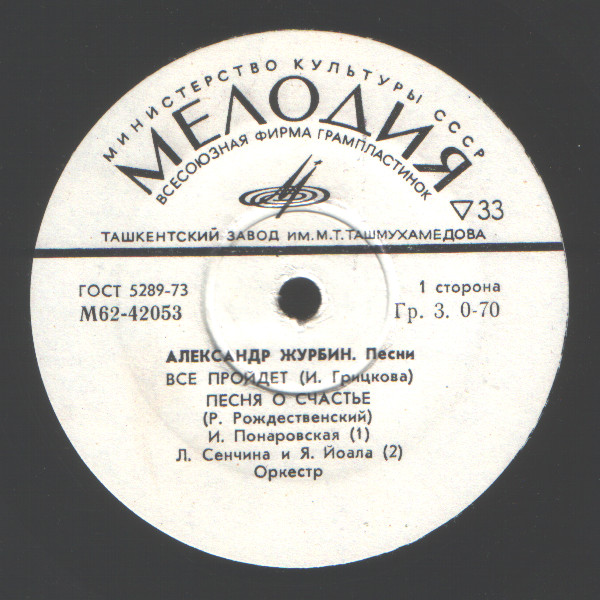 МИНИСТЕРСТВО КУЛЬТУРЫ СССР
МЕЛОДИЯ
ВСЕСОЮЗНАЯ ФИРМА ГРАМПЛАСТИНОК
▽33
ТАШКЕНТСКИЙ ЗАВОД ИМ.М.Т.ТАШМУХАМЕДОВА
ГОСТ 5289-73
1 сторона
М62-42053
Гр. 3. 0-70
АЛЕКСАНДР ЖУРБИН. Песни
ВСЕ ПРОЙДЕТ (И. Грицкова)
ПЕСНЯ О СЧАСТЬЕ
(Р. Рождественский)
И. Понаровская (1)
Л. Сенчина и Я. Йоала (2)
Оркестр